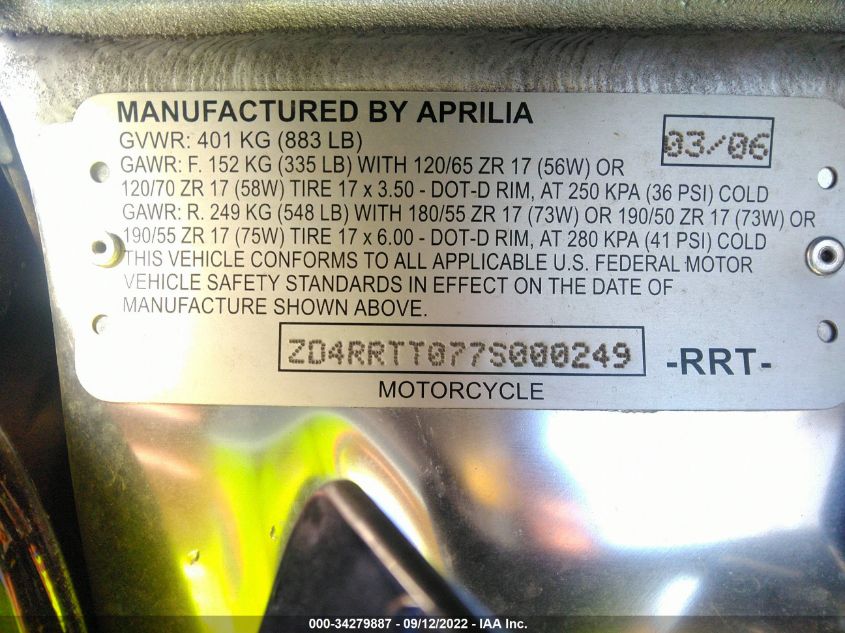 MANUFACTURED BY APRILIA
03/06
GVWR: 401 KG (883 LB)
GAWR: F. 152 KG (335 LB) WITH 120/65 ZR 17 (56W) OR
120/70 ZR 17 (58W) TIRE 17 x 3.50 - DOT-D RIM, AT 250 KPA (36 PSI) COLD
GAWR: R. 249 KG (548 LB) WITH 180/55 ZR 17 (73W) OR 190/50 ZR 17 (73W) OR
190/55 ZR 17 (75W) TIRE 17 x 6.00 - DOT-D RIM, AT 280 KPA (41 PSI) COLD
THIS VEHICLE CONFORMS TO ALL APPLICABLE U.S. FEDERAL MOTOR
VEHICLE SAFETY STANDARDS IN EFFECT ON THE DATE OF
MANUFACTURE SHOWN ABOVE.
ZD4RRTT077S000249
-RRT-
MOTORCYCLE
000-34279887 - 09/12/2022 - IAA Inc.